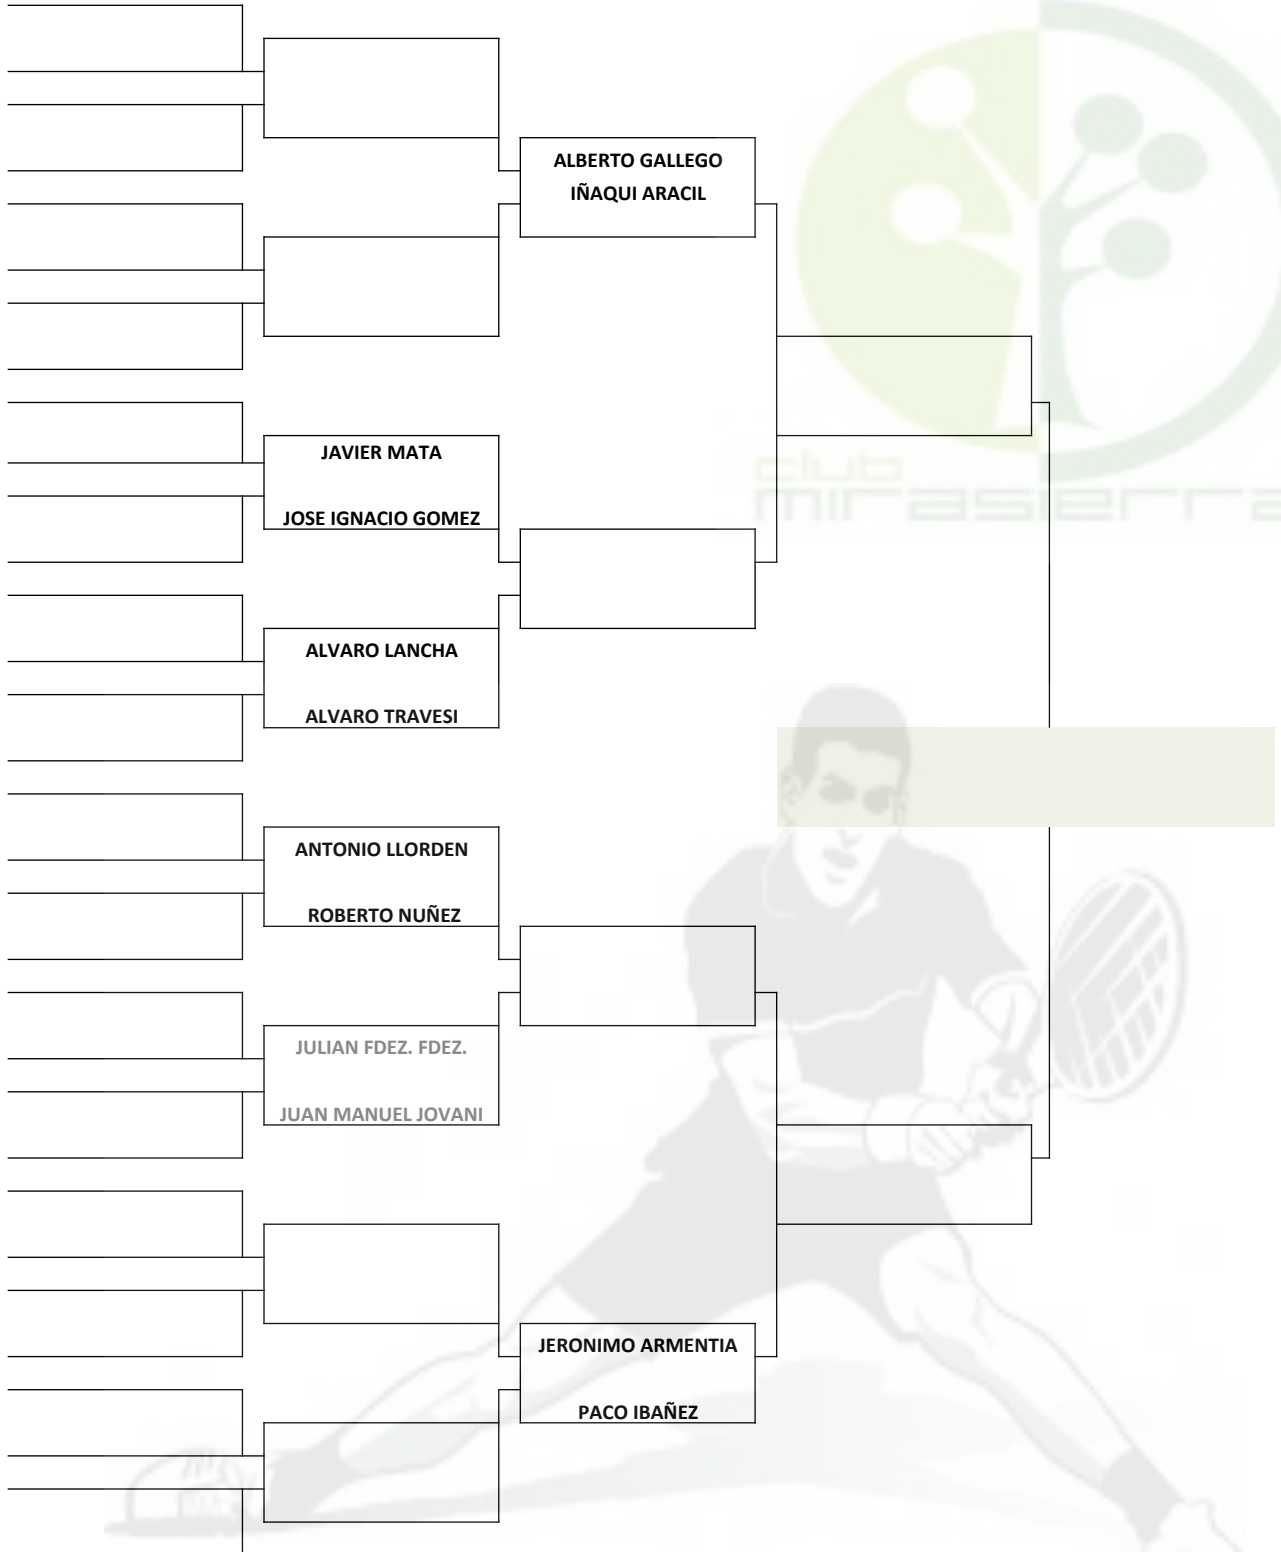 ALBERTO GALLEGO
IÑAQUI ARACIL
club
mirasierra
JAVIER MATA
JOSE IGNACIO GOMEZ
ALVARO LANCHA
ALVARO TRAVESI
ANTONIO LLORDEN
ROBERTO NUÑEZ
JULIAN FDEZ. FDEZ.
JUAN MANUEL JOVANI
JERONIMO ARMENTIA
PACO IBAÑEZ